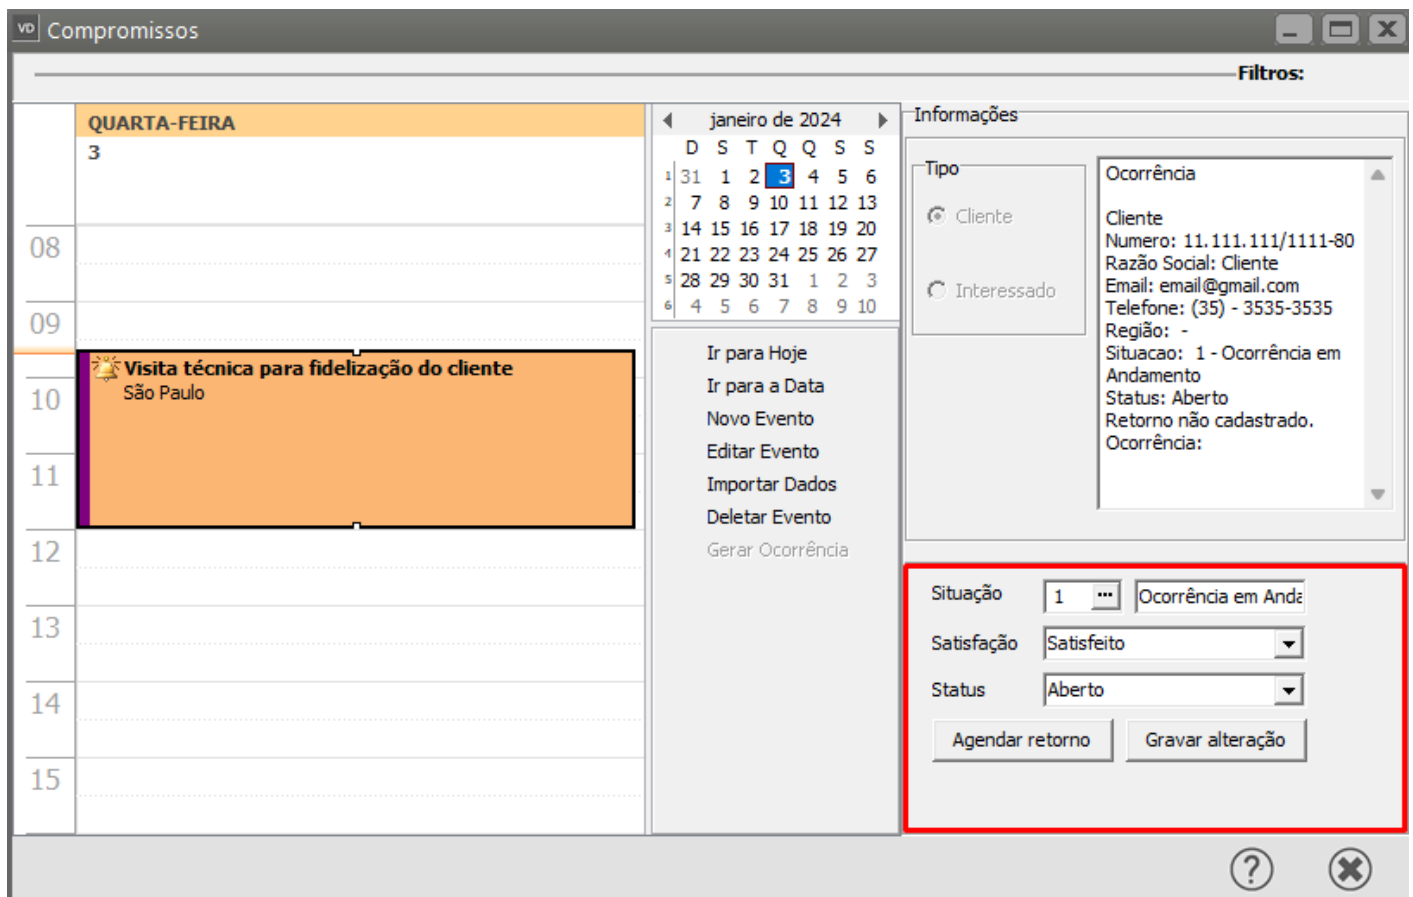 VD Compromissos
Filtros:
QUARTA-FEIRA
3
08
09
Visita técnica para fidelização do cliente
São Paulo
10
11
12
13
14
15
janeiro de 2024
D S T Q Q S S
1 31 1 2 3 4 5 6
2 7 8 9 10 11 12 13
3 14 15 16 17 18 19 20
4 21 22 23 24 25 26 27
5 28 29 30 31 1 2 3
6 4 5 6 7 8 9 10
Ir para Hoje
Ir para a Data
Novo Evento
Editar Evento
Importar Dados
Deletar Evento
Gerar Ocorrência
Informações
Tipo
Cliente
Interessado
Ocorrência
Cliente
Numero: 11.111.111/1111-80
Razão Social: Cliente
Email: email@gmail.com
Telefone: (35) - 3535-3535
Região: -
Situacao: 1 - Ocorrência em
Andamento
Status: Aberto
Retorno não cadastrado.
Ocorrência:
Situação 1 ... Ocorrência em Anda
Satisfação Satisfeito
Status Aberto
Agendar retorno Gravar alteração
?